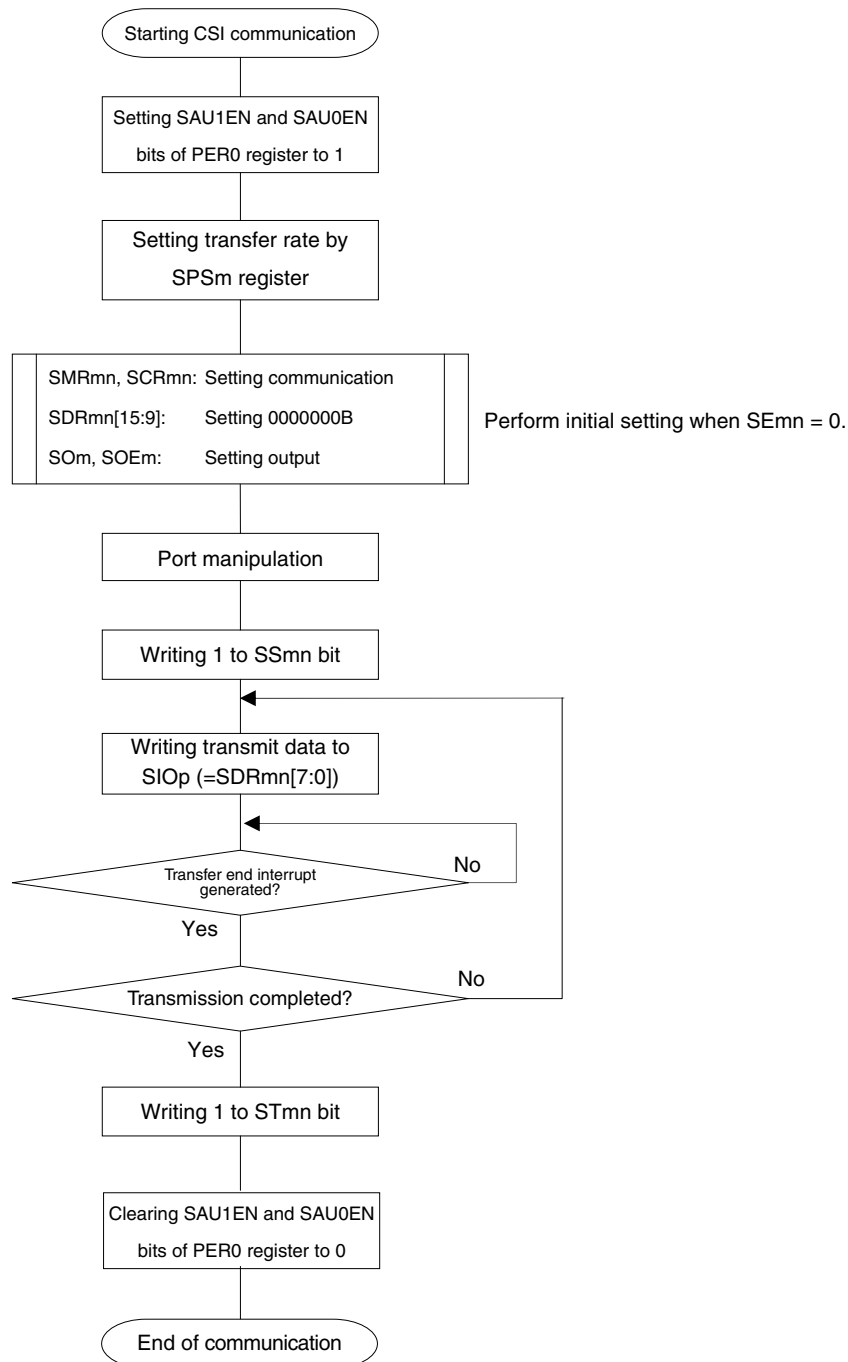 Starting CSI communication
Setting SAU1EN and SAU0EN
bits of PER0 register to 1
Setting transfer rate by
SPSm register
SMRmn, SCRmn: Setting communication
SDRmn[15:9]: Setting 0000000B
SOm, SOEm: Setting output
Perform initial setting when SEmn = 0.
Port manipulation
Writing 1 to SSmn bit
Writing transmit data to
SIOp (=SDRmn[7:0])
Transfer end interrupt
generated?
No
Yes
Transmission completed?
No
Yes
Writing 1 to STmn bit
Clearing SAU1EN and SAU0EN
bits of PER0 register to 0
End of communication